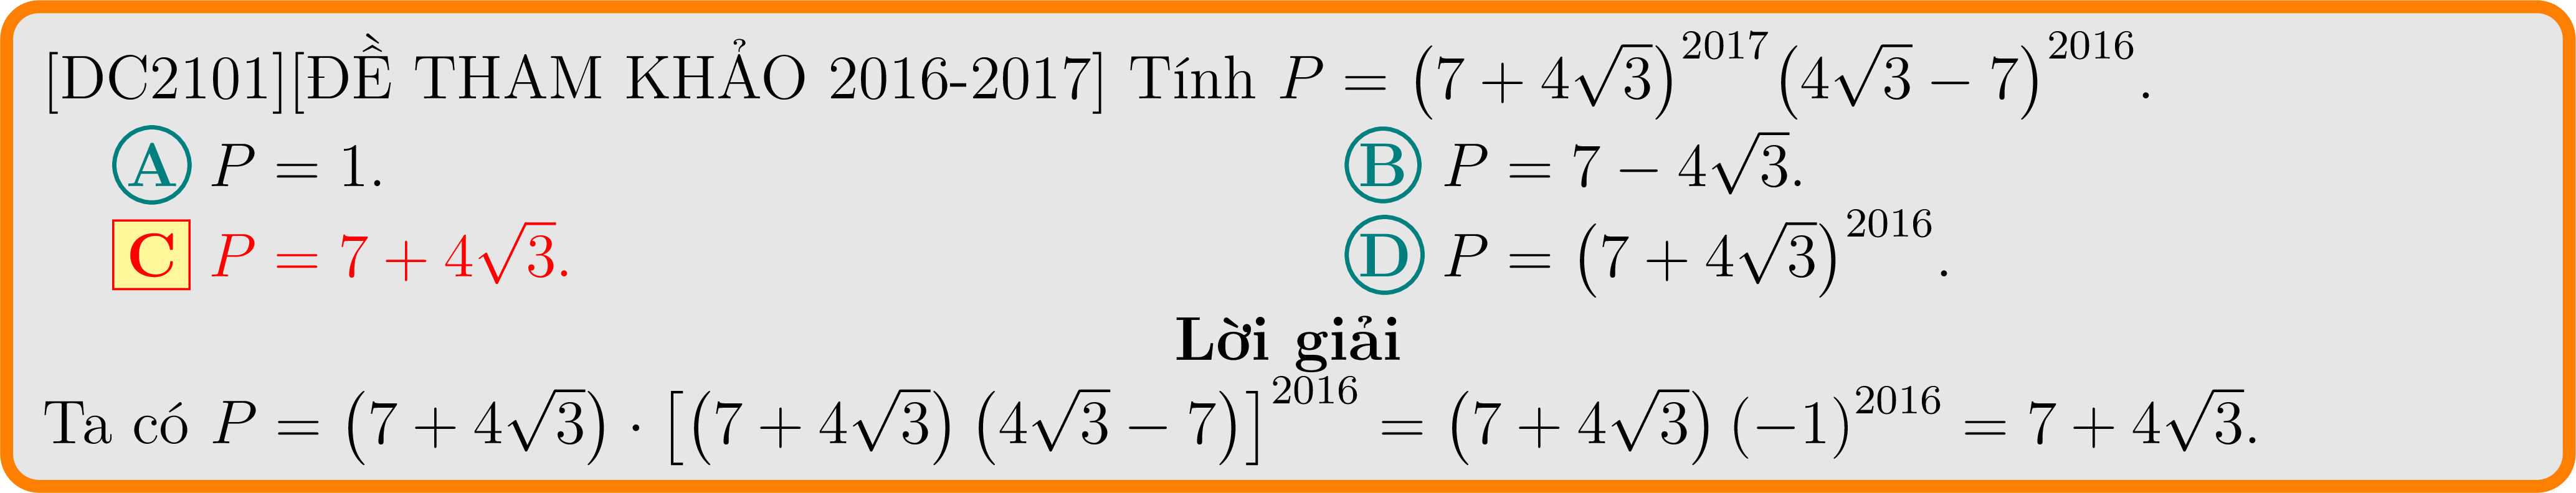 [DC2101][ĐỀ THAM KHẢO 2016-2017] Tính $P = \left(7 + 4\sqrt{3}\right)^{2017}\left(4\sqrt{3} - 7\right)^{2016}$.
A $P = 1$. B $P = 7 - 4\sqrt{3}$.
C $P = 7 + 4\sqrt{3}$. D $P = \left(7 + 4\sqrt{3}\right)^{2016}$.
Lời giải
Ta có $P = \left(7 + 4\sqrt{3}\right) \cdot \left[\left(7 + 4\sqrt{3}\right)\left(4\sqrt{3} - 7\right)\right]^{2016} = \left(7 + 4\sqrt{3}\right)(-1)^{2016} = 7 + 4\sqrt{3}$.